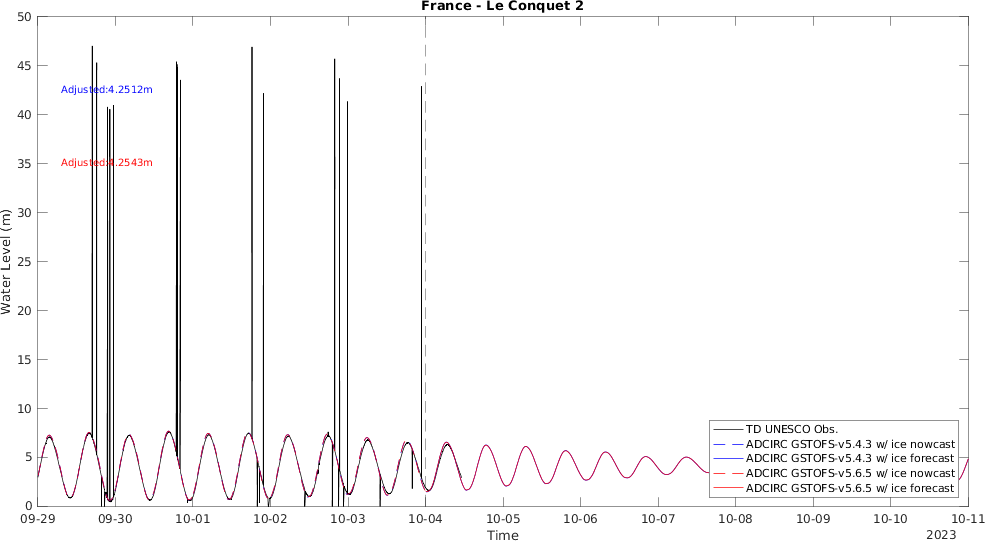 France - Le Conquet 2
50
45
40
35
30
25
20
15
10
5
0
Water Level (m)
Adjusted:4.2512m
Adjusted:4.2543m
TD UNESCO Obs.
ADCIRC GSTOFS-v5.4.3 w/ ice nowcast
ADCIRC GSTOFS-v5.4.3 w/ ice forecast
ADCIRC GSTOFS-v5.6.5 w/ ice nowcast
ADCIRC GSTOFS-v5.6.5 w/ ice forecast
09-29 09-30 10-01 10-02 10-03 10-04 10-05 10-06 10-07 10-08 10-09 10-10 10-11
Time
2023